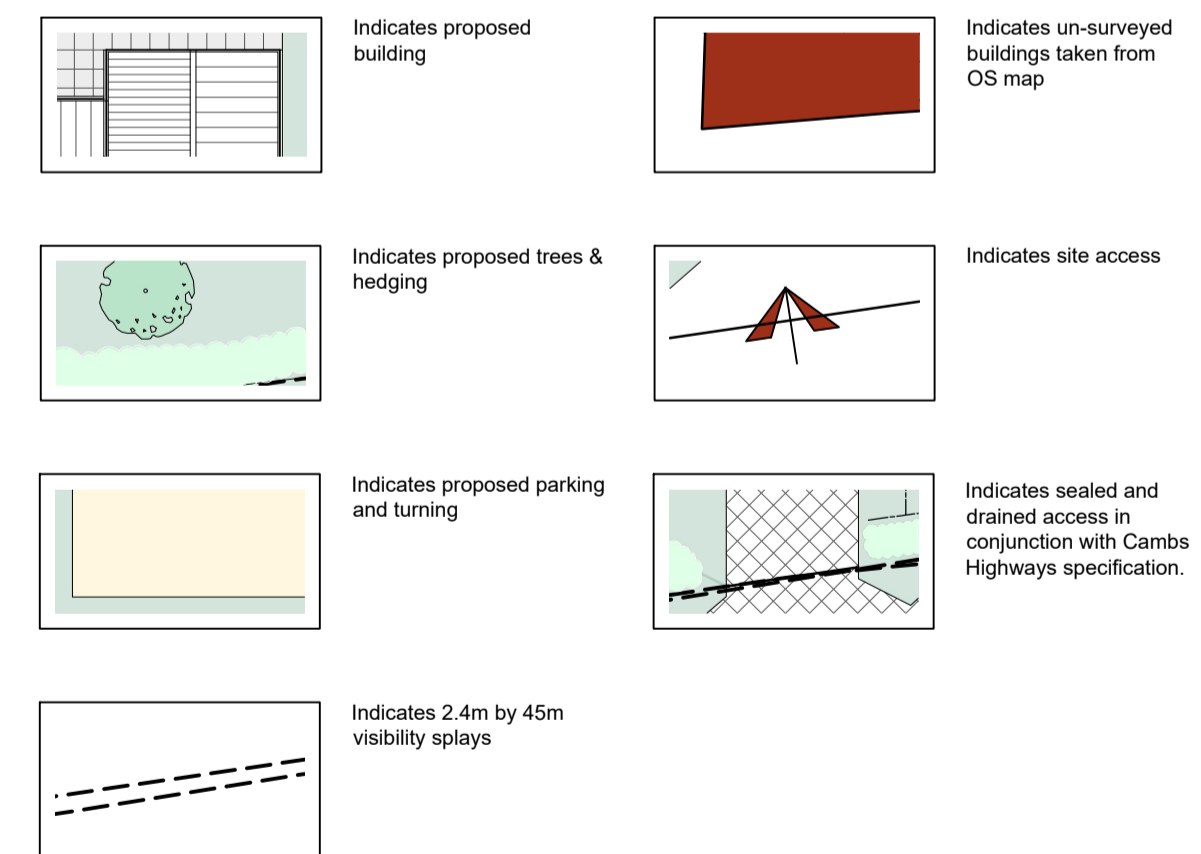 Indicates proposed
building
Indicates un-surveyed
buildings taken from
OS map
Indicates proposed trees &
hedging
Indicates site access
Indicates proposed parking
and turning
Indicates sealed and
drained access in
conjunction with Cambs
Highways specification.
Indicates 2.4m by 45m
visibility splays